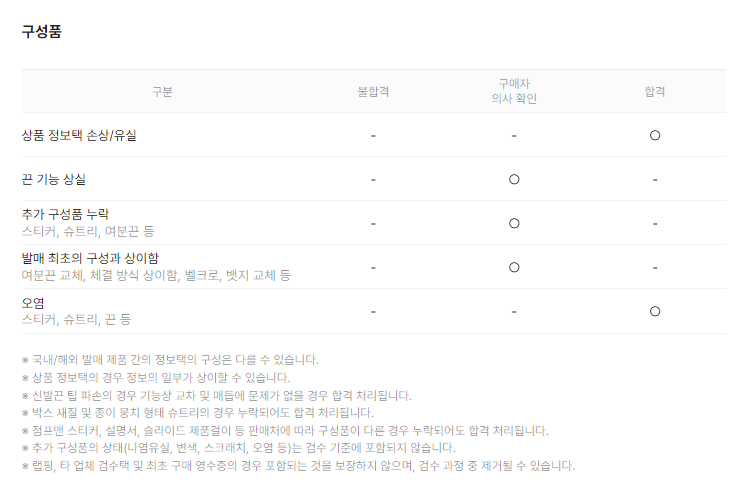 구성품
구분 불합격 구매자 의사 확인 합격
상품 정보택 손상/유실 - - ○
끈 기능 상실 - ○ -
추가 구성품 누락 - ○ -
스티커, 슈트리, 여분끈 등
발매 최초의 구성과 상이함 - ○ -
여분끈 교체, 체결 방식 상이함, 벨크로, 뱃지 교체 등
오염 - - ○
스티커, 슈트리, 끈 등
※ 국내/해외 발매 제품 간의 정보택의 구성은 다를 수 있습니다.
※ 상품 정보택의 경우 정보의 일부가 상이할 수 있습니다.
※ 신발끈 팁 파손의 경우 기능상 교차 및 매듭에 문제가 없을 경우 합격 처리됩니다.
※ 박스 재질 및 종이 뭉치 형태 슈트리의 경우 누락되어도 합격 처리됩니다.
※ 점프맨 스티커, 설명서, 슬라이드 제품걸이 등 판매처에 따라 구성품이 다른 경우 누락되어도 합격 처리됩니다.
※ 추가 구성품의 상태(나염유실, 변색, 스크래치, 오염 등)는 검수 기준에 포함되지 않습니다.
※ 랩핑, 타 업체 검수택 및 최초 구매 영수증의 경우 포함되는 것을 보장하지 않으며, 검수 과정 중 제거될 수 있습니다.